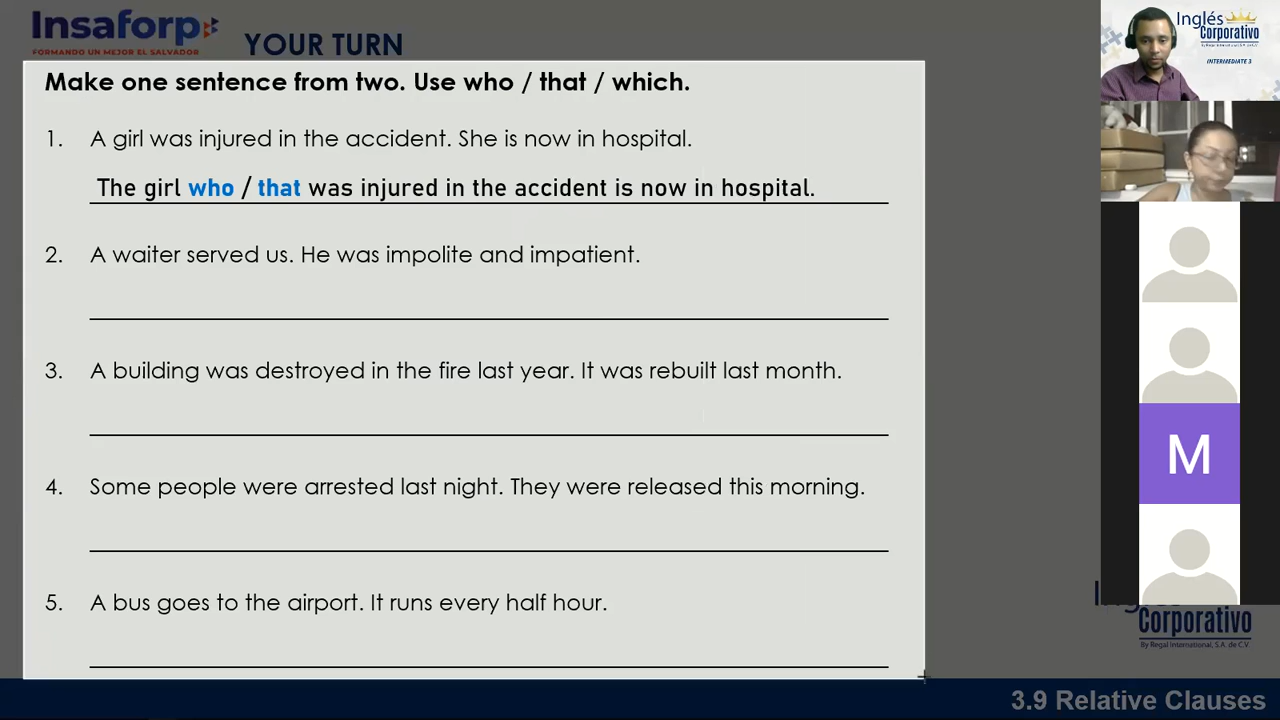 Insaforp
FORMANDO UN MEJOR EL SALVADOR
YOUR TURN
Make one sentence from two. Use who / that / which.
1. A girl was injured in the accident. She is now in hospital.
The girl who / that was injured in the accident is now in hospital.
2. A waiter served us. He was impolite and impatient.
3. A building was destroyed in the fire last year. It was rebuilt last month.
4. Some people were arrested last night. They were released this morning.
5. A bus goes to the airport. It runs every half hour.
Inglés
Corporativo
by Regal International, S.A. de C.V.
INTERMEDIATE 3
M
Inglés
Corporativo
By Regal International, S.A. de C.V.
3.9 Relative Clauses